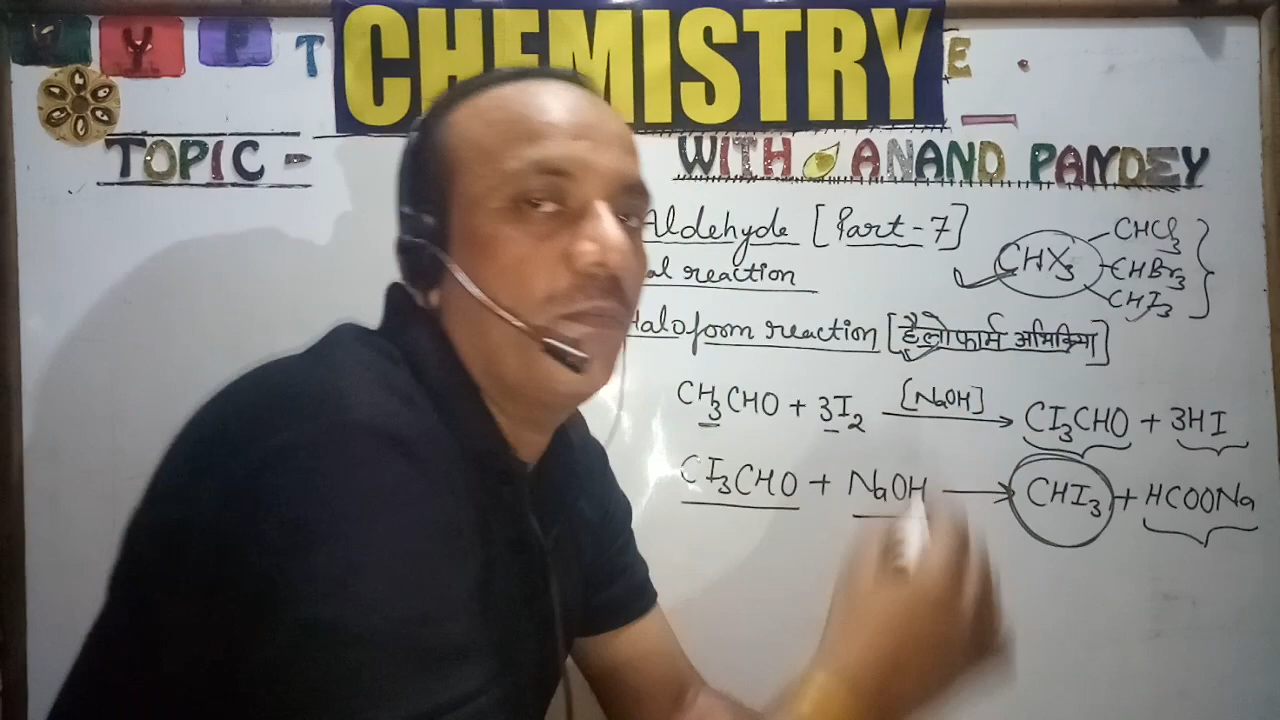 CHEMISTRY
TOPIC -
WITH ANAND PANDEY
Aldehyde [Part-7]
al reaction
CHX₃
CHCl₃
CHBr₃
CHI₃
Haloform reaction [हैलोफार्म अभिक्रिया]
CH₃CHO + 3I₂ [NaOH] → CI₃CHO + 3HI
CI₃CHO + NaOH → CHI₃ + HCOONa